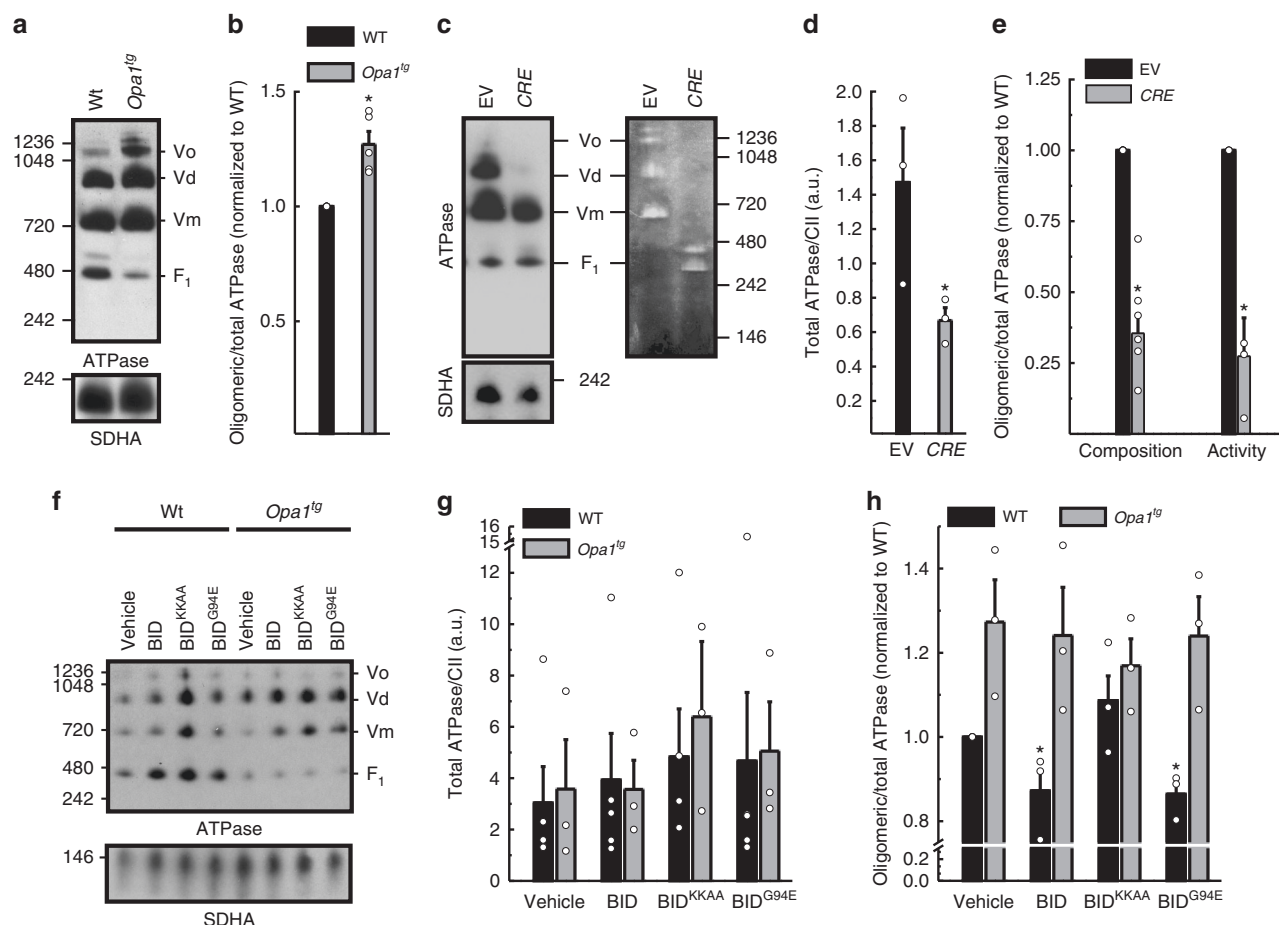 a
Wt
Opa1tg
1236
1048
720
480
242
Vo
Vd
Vm
F1
ATPase
242
SDHA
b
WT
Opa1tg
Oligomeric/total ATPase (normalized to WT)
1.5
1.0
0.5
*
c
EV
CRE
EV
CRE
ATPase
Vo
Vd
Vm
F1
1236
1048
720
480
242
146
SDHA
242
d
Total ATPase/CII (a.u.)
2.0
1.8
1.6
1.4
1.2
1.0
0.8
0.6
0.4
0.2
*
EV
CRE
e
EV
CRE
Oligomeric/total ATPase (normalized to WT)
1.25
1.00
0.75
0.50
0.25
*
*
Composition
Activity
f
Wt
Opa1tg
Vehicle
BID
BIDKKAA
BIDG94E
Vehicle
BID
BIDKKAA
BIDG94E
1236
1048
720
480
242
Vo
Vd
Vm
F1
ATPase
146
SDHA
g
WT
Opa1tg
Total ATPase/CII (a.u.)
16
15
12
10
8
6
4
2
0
Vehicle
BID
BIDKKAA
BIDG94E
h
WT
Opa1tg
Oligomeric/total ATPase (normalized to WT)
1.4
1.2
1.0
0.8
0.2
0.0
*
*
Vehicle
BID
BIDKKAA
BIDG94E